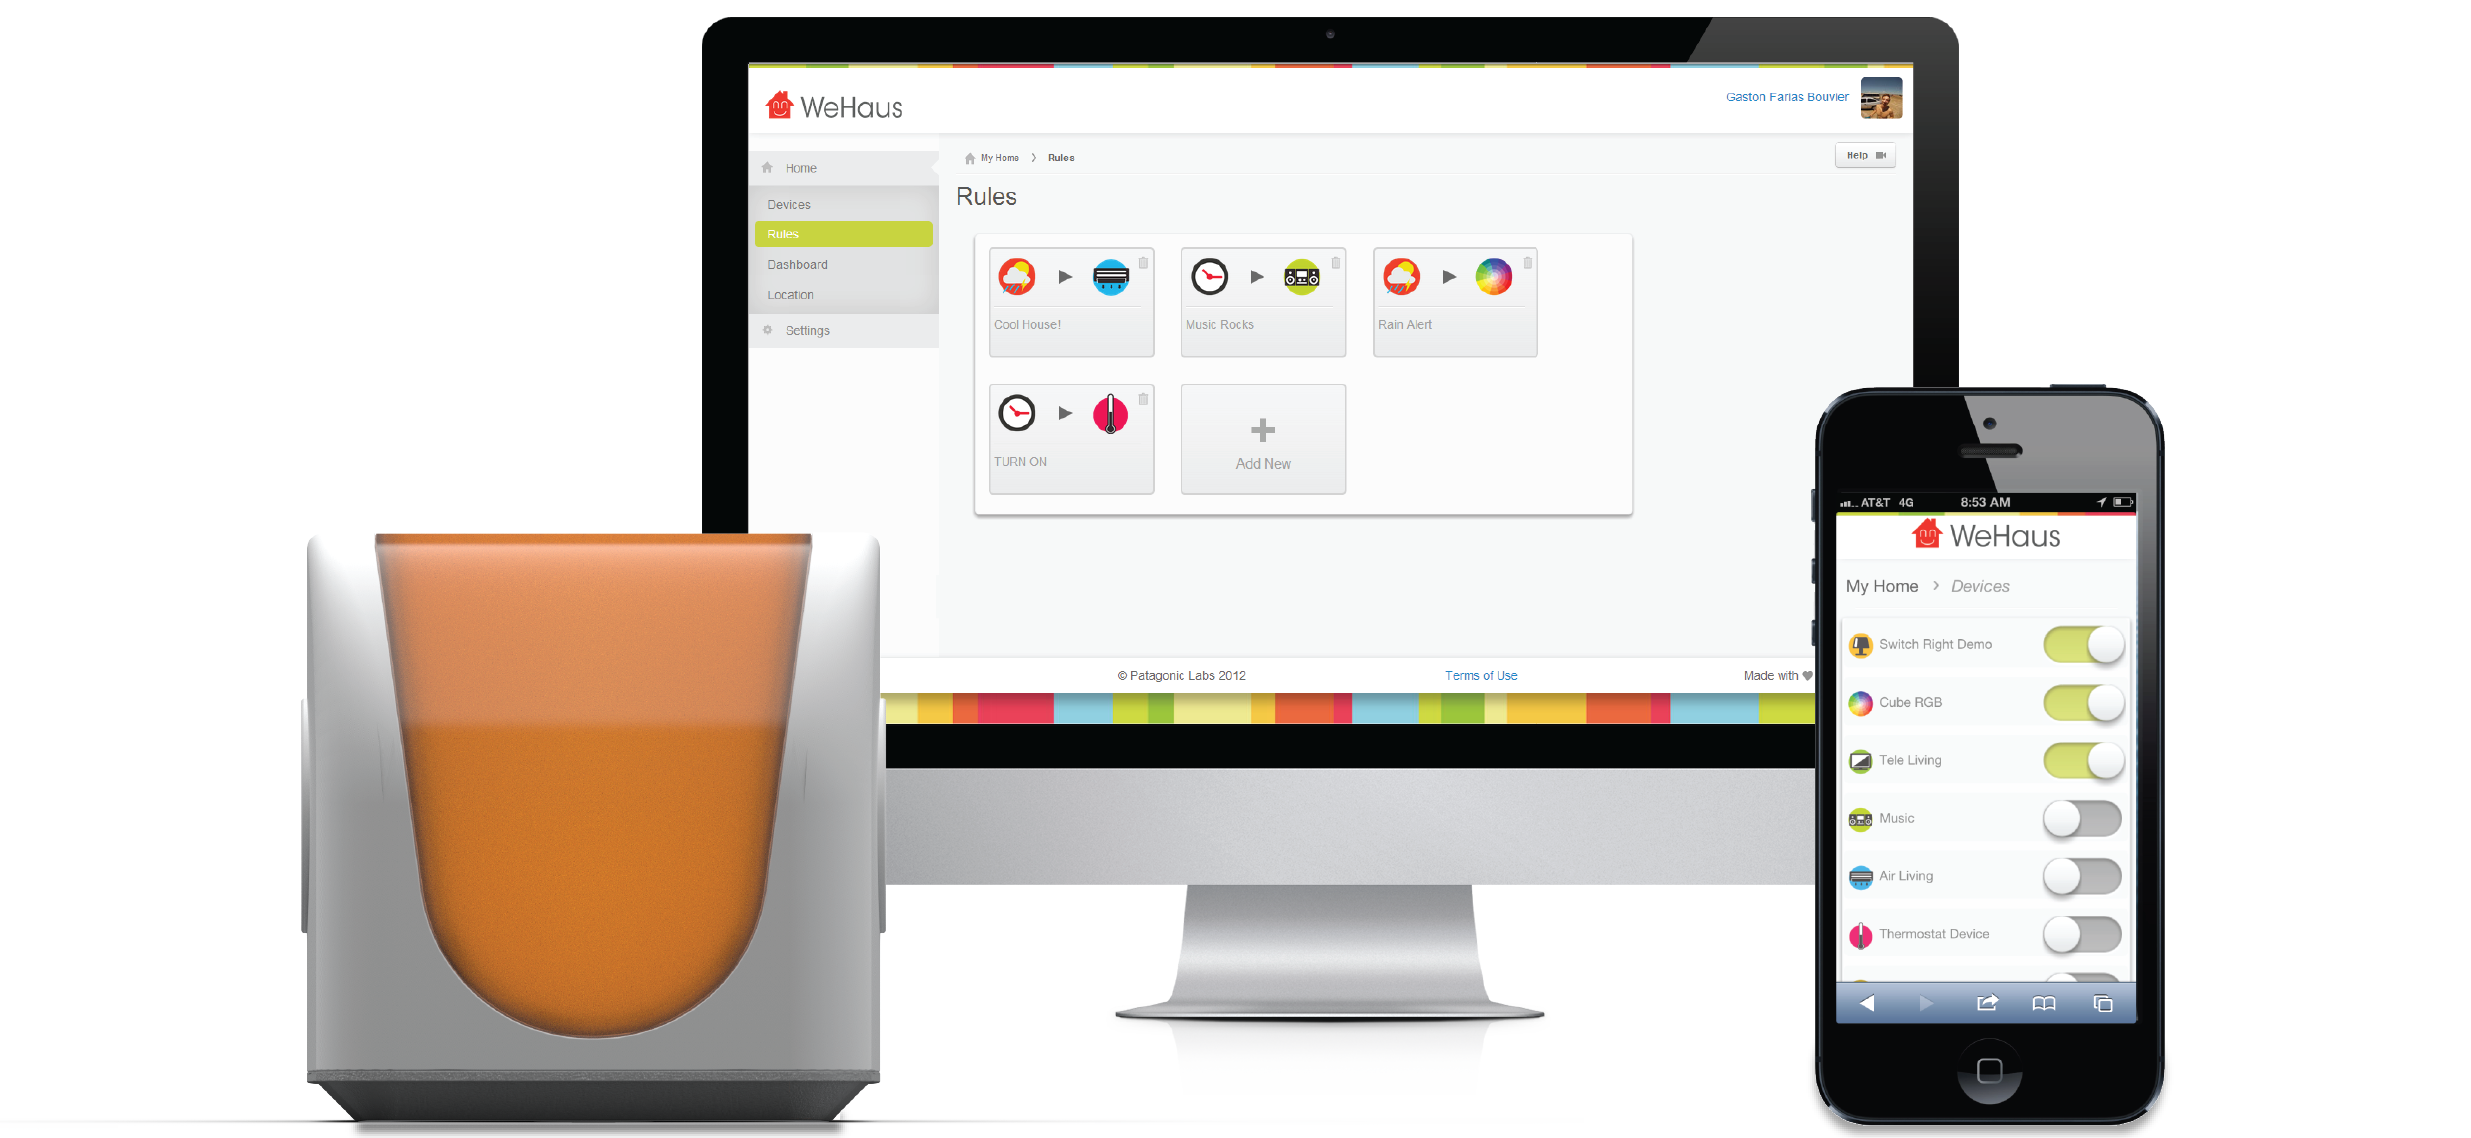 WeHaus
Gaston Farias Bouvier
Home
Devices
Rules
Dashboard
Location
Settings
My Home > Rules
Help
Rules
Cool House!
Music Rocks
Rain Alert
TURN ON
Add New
© Patagonic Labs 2012
Terms of Use
Made with
AT&T 4G 8:53 AM
WeHaus
My Home > Devices
Switch Right Demo
Cube RGB
Tele Living
Music
Air Living
Thermostat Device